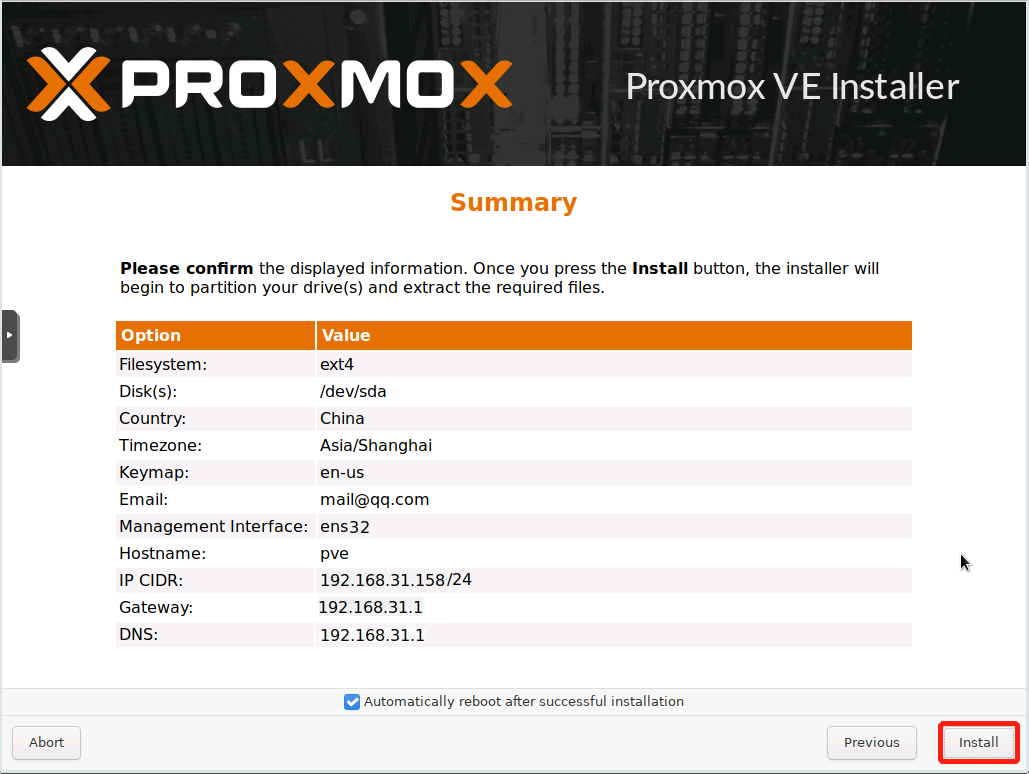 PROXMOX
Proxmox VE Installer
Summary
Please confirm the displayed information. Once you press the Install button, the installer will
begin to partition your drive(s) and extract the required files.
Option Value
Filesystem: ext4
Disk(s): /dev/sda
Country: China
Timezone: Asia/Shanghai
Keymap: en-us
Email: mail@qq.com
Management Interface: ens32
Hostname: pve
IP CIDR: 192.168.31.158/24
Gateway: 192.168.31.1
DNS: 192.168.31.1
Automatically reboot after successful installation
Abort Previous Install